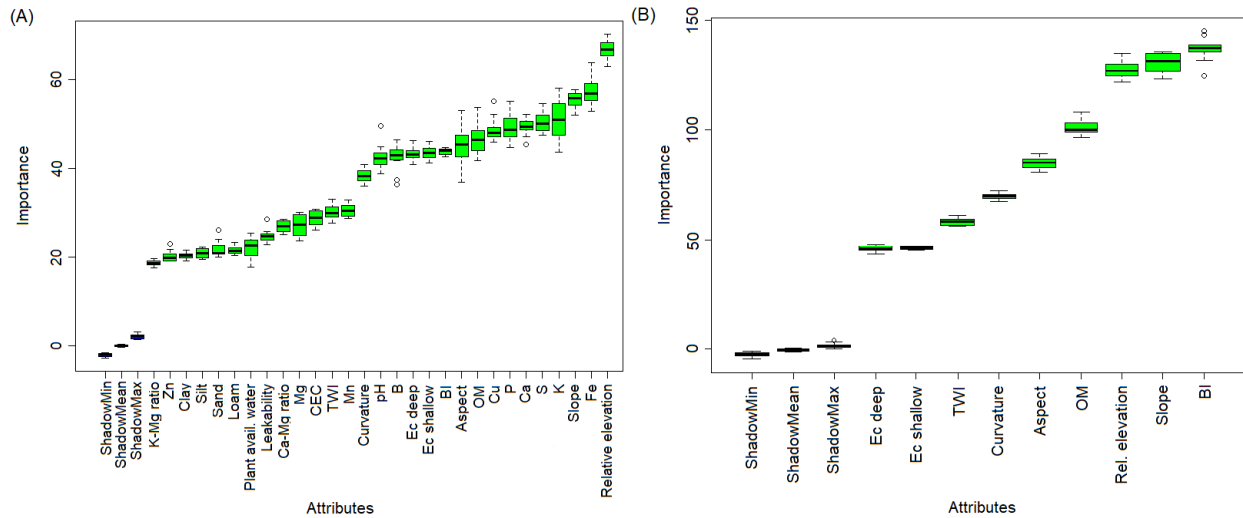 (A)
Importance
60
40
20
0
ShadowMin
ShadowMean
ShadowMax
K-Mg ratio
Zn
Clay
Silt
Sand
Loam
Plant avail. water
Leakability
Ca-Mg ratio
Mg
CEC
TWI
Mn
Curvature
pH
B
Ec deep
Ec shallow
BI
Aspect
OM
Cu
P
Ca
S
K
Slope
Fe
Relative elevation
Attributes
(B)
Importance
150
100
50
0
ShadowMin
ShadowMean
ShadowMax
Ec deep
Ec shallow
TWI
Curvature
Aspect
OM
Rel. elevation
Slope
BI
Attributes